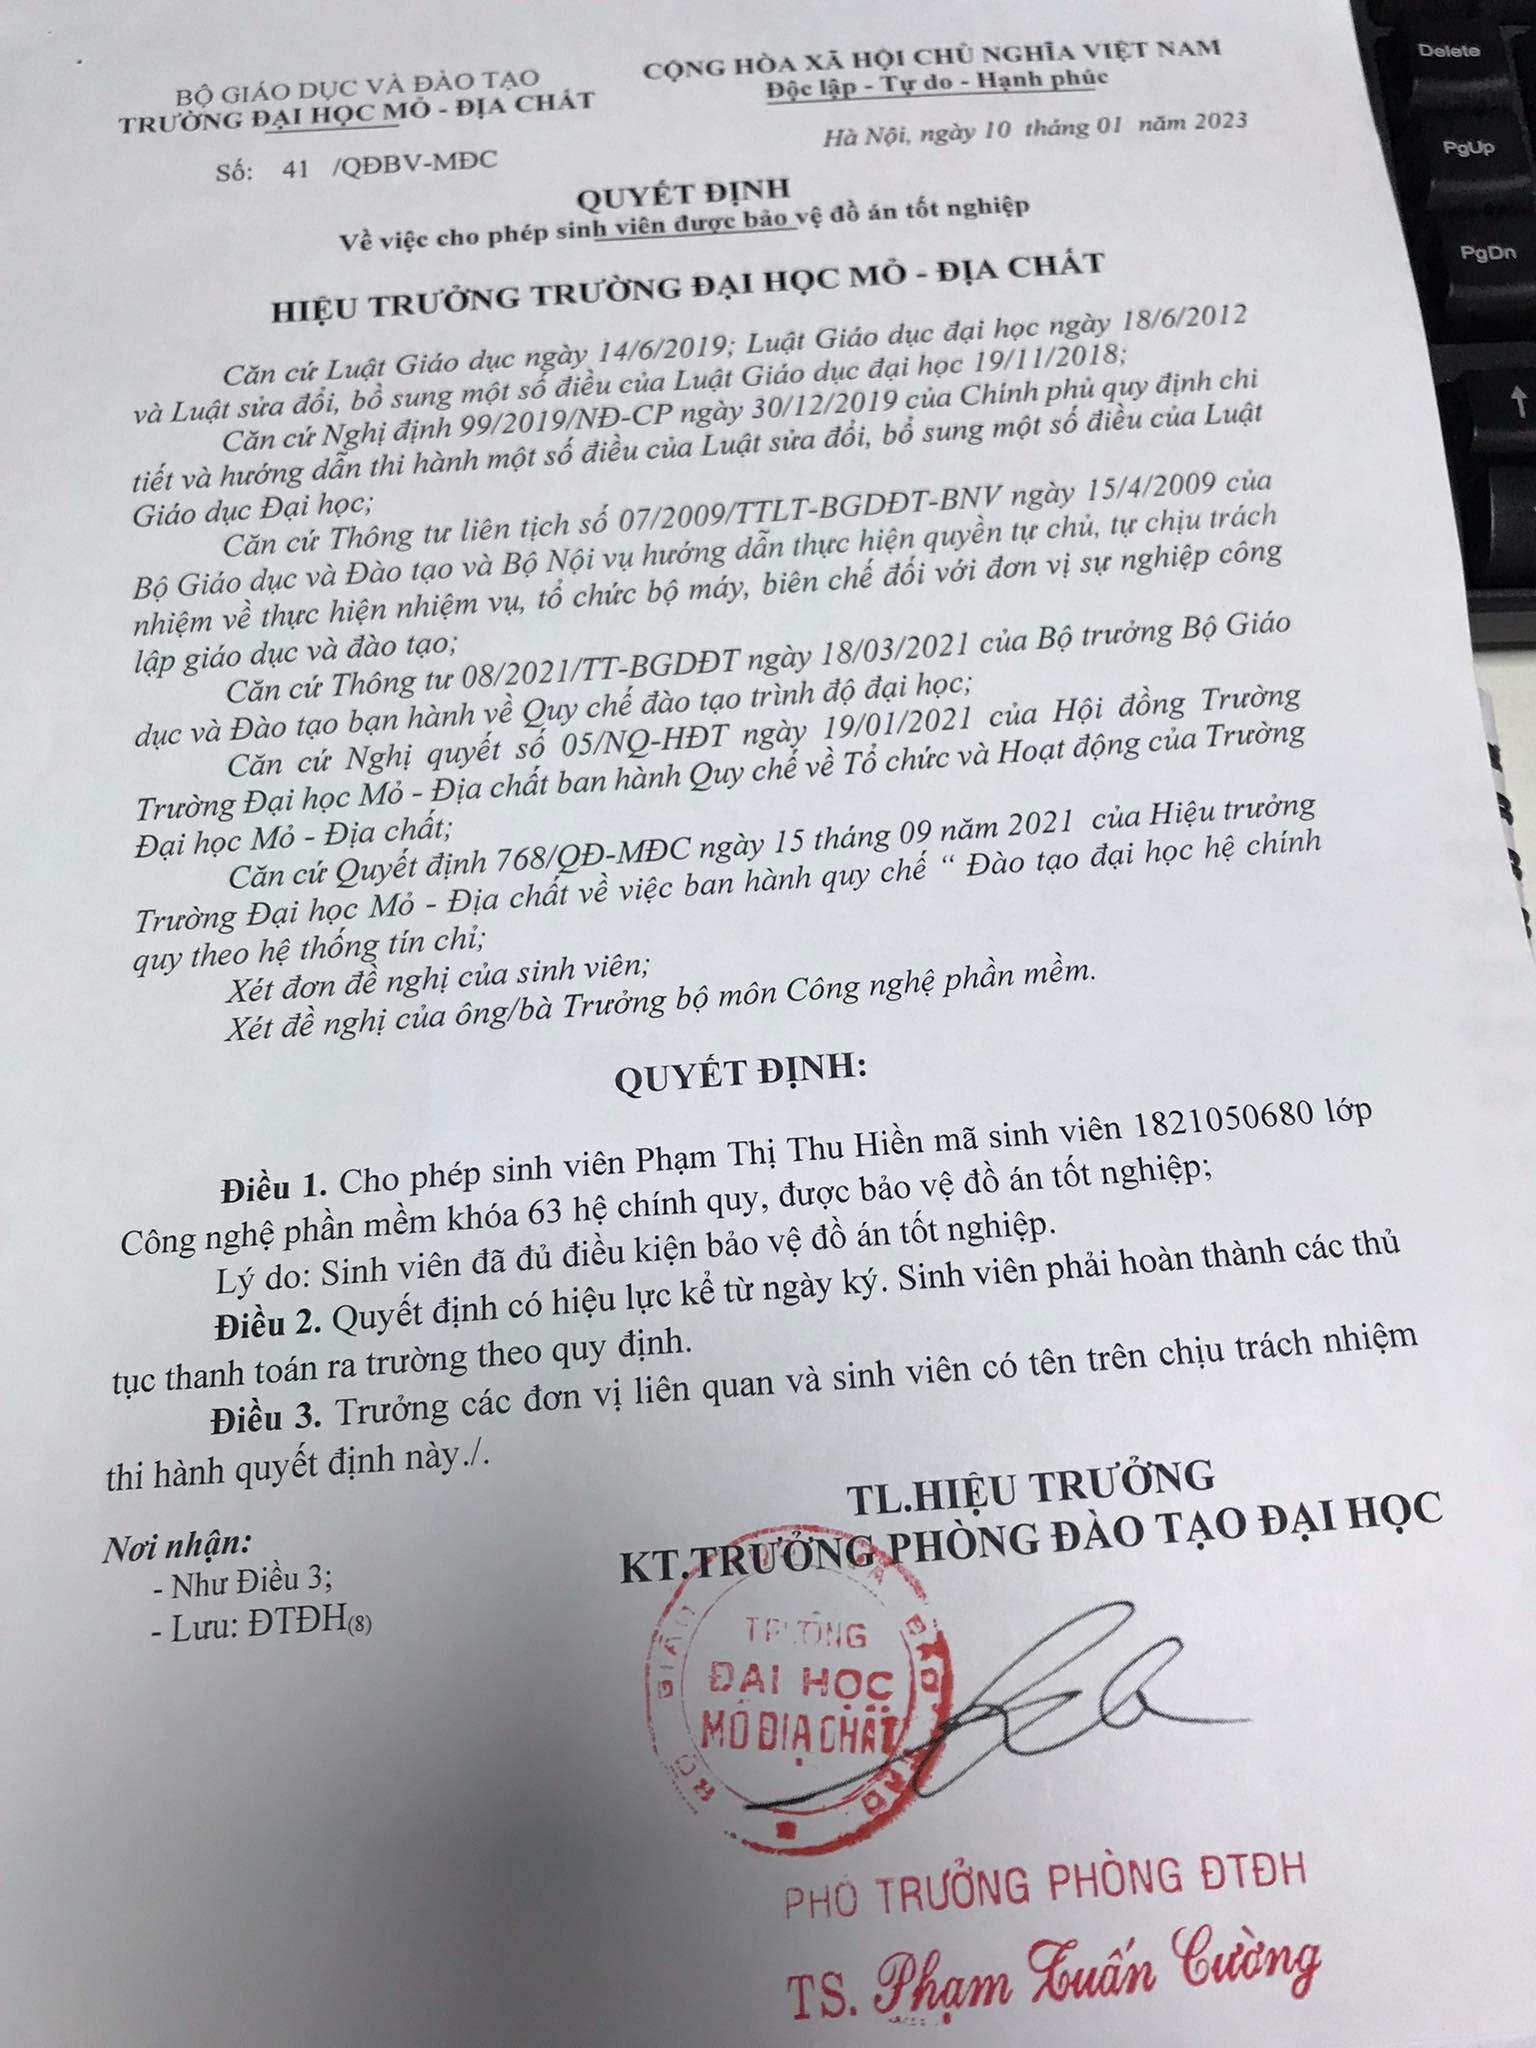 BỘ GIÁO DỤC VÀ ĐÀO TẠO
TRƯỜNG ĐẠI HỌC MỎ - ĐỊA CHẤT
Số: 41 /QĐBV-MĐC
CỘNG HÒA XÃ HỘI CHỦ NGHĨA VIỆT NAM
Độc lập - Tự do - Hạnh phúc
Hà Nội, ngày 10 tháng 01 năm 2023
QUYẾT ĐỊNH
Về việc cho phép sinh viên được bảo vệ đồ án tốt nghiệp
HIỆU TRƯỞNG TRƯỜNG ĐẠI HỌC MỎ - ĐỊA CHẤT
Căn cứ Luật Giáo dục ngày 14/6/2019; Luật Giáo dục đại học ngày 18/6/2012
và Luật sửa đổi, bổ sung một số điều của Luật Giáo dục đại học 19/11/2018;
Căn cứ Nghị định 99/2019/NĐ-CP ngày 30/12/2019 của Chính phủ quy định chi
tiết và hướng dẫn thi hành một số điều của Luật sửa đổi, bổ sung một số điều của Luật
Giáo dục Đại học;
Căn cứ Thông tư liên tịch số 07/2009/TTLT-BGDĐT-BNV ngày 15/4/2009 của
Bộ Giáo dục và Đào tạo và Bộ Nội vụ hướng dẫn thực hiện quyền tự chủ, tự chịu trách
nhiệm về thực hiện nhiệm vụ, tổ chức bộ máy, biên chế đối với đơn vị sự nghiệp công
lập giáo dục và đào tạo;
Căn cứ Thông tư 08/2021/TT-BGDĐT ngày 18/03/2021 của Bộ trưởng Bộ Giáo
dục và Đào tạo bạn hành về Quy chế đào tạo trình độ đại học;
Căn cứ Nghị quyết số 05/NQ-HĐT ngày 19/01/2021 của Hội đồng Trường
Trường Đại học Mỏ - Địa chất ban hành Quy chế về Tổ chức và Hoạt động của Trường
Đại học Mỏ - Địa chất;
Căn cứ Quyết định 768/QĐ-MĐC ngày 15 tháng 09 năm 2021 của Hiệu trưởng
Trường Đại học Mỏ - Địa chất về việc ban hành quy chế “ Đào tạo đại học hệ chính
quy theo hệ thống tín chỉ;
Xét đơn đề nghị của sinh viên;
Xét đề nghị của ông/bà Trưởng bộ môn Công nghệ phần mềm.
QUYẾT ĐỊNH:
Điều 1. Cho phép sinh viên Phạm Thị Thu Hiền mã sinh viên 1821050680 lớp
Công nghệ phần mềm khóa 63 hệ chính quy, được bảo vệ đồ án tốt nghiệp;
Lý do: Sinh viên đã đủ điều kiện bảo vệ đồ án tốt nghiệp.
Điều 2. Quyết định có hiệu lực kể từ ngày ký. Sinh viên phải hoàn thành các thủ
tục thanh toán ra trường theo quy định.
Điều 3. Trưởng các đơn vị liên quan và sinh viên có tên trên chịu trách nhiệm
thi hành quyết định này./.
Nơi nhận:
- Như Điều 3;
- Lưu: ĐTĐH(8)
TL.HIỆU TRƯỞNG
KT.TRƯỞNG PHÒNG ĐÀO TẠO ĐẠI HỌC
BỘ GIÁO DỤC VÀ ĐÀO TẠO
TRƯỜNG
ĐẠI HỌC
MỎ ĐỊA CHẤT
PHÓ TRƯỞNG PHÒNG ĐTĐH
TS. Phạm Xuân Cường
Delete
PgUp
PgDn
↑